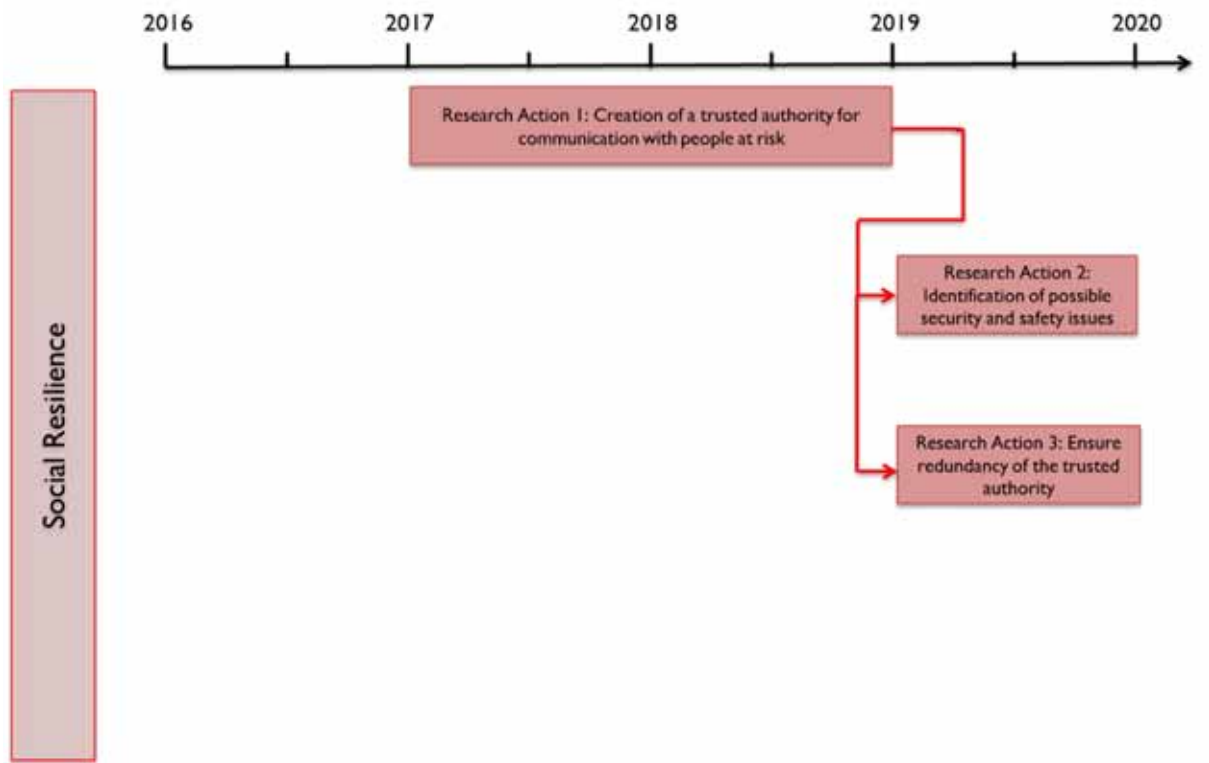 2016 2017 2018 2019 2020
Research Action 1: Creation of a trusted authority for
communication with people at risk
Research Action 2:
Identification of possible
security and safety issues
Research Action 3: Ensure
redundancy of the trusted
authority
Social Resilience